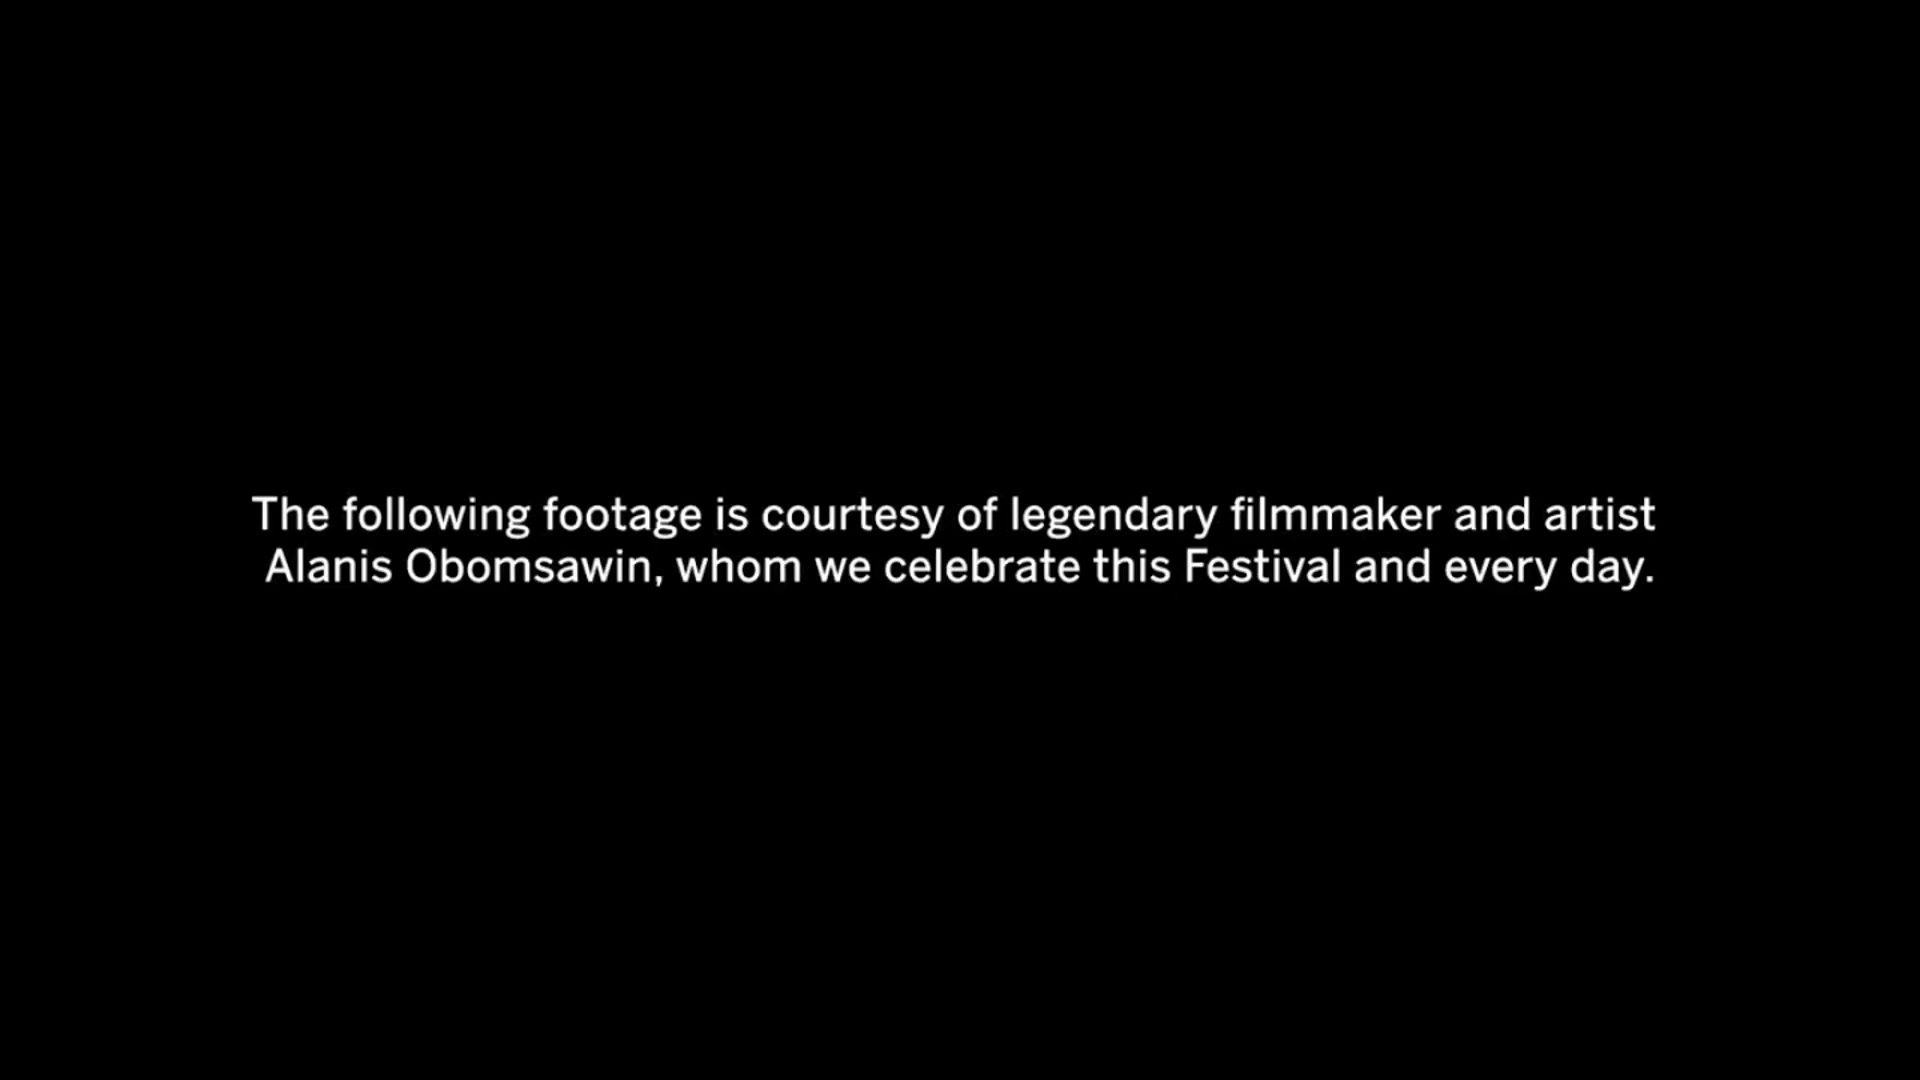 The following footage is courtesy of legendary filmmaker and artist
Alanis Obomsawin, whom we celebrate this Festival and every day.